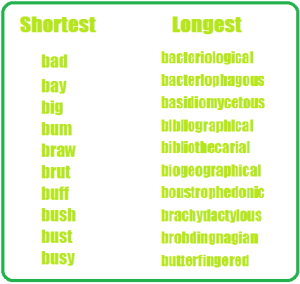 Shortest Longest
bad bacteriological
bay bacteriophagous
big basidiomycetous
bum bibliographical
braw bibliothecarial
brut biogeographical
buff boustrophedonic
bush brachydactylous
bust brobdingnagian
busy butterfingered